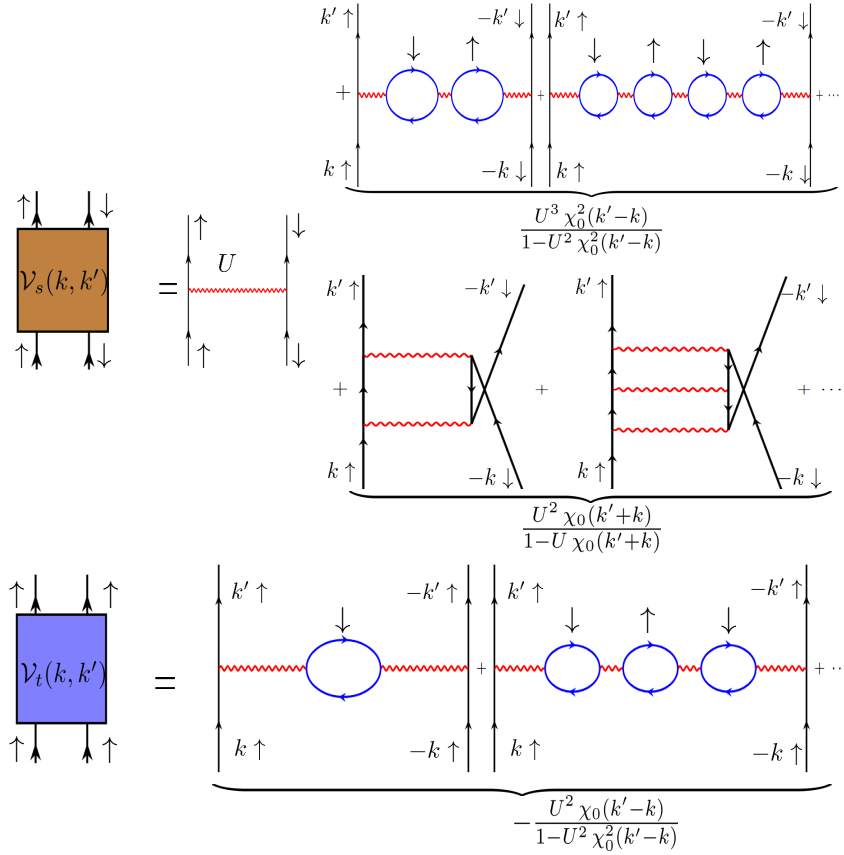 k′ ↑ −k′ ↓ k′ ↑ −k′ ↓
↓ ↑ ↓ ↑ ↓ ↑
+ + + ···
k ↑ −k ↓ k ↑ −k ↓
U³ χ₀²(k′−k)
1−U² χ₀²(k′−k)
↑ ↓
𝒱ₛ(k, k′)
↑ ↓
=
↑ ↓
U
↑ ↓
k′ ↑ −k′ ↓ k′ ↑ −k′ ↓
+ + + ···
k ↑ −k ↓ k ↑ −k ↓
U² χ₀(k′+k)
1−U χ₀(k′+k)
↑ ↑
𝒱ₜ(k, k′)
↑ ↑
=
k′ ↑ −k′ ↑ k′ ↑ −k′ ↑
↓ ↓ ↑ ↓
+ + ··
k ↑ −k ↑ k ↑ −k ↑
− U² χ₀(k′−k)
1−U² χ₀²(k′−k)